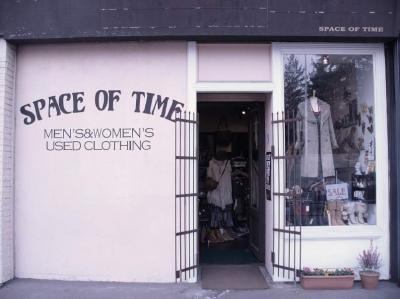 SPACE OF TIME
SPACE OF TIME
MEN'S&WOMEN'S
USED CLOTHING
SALE